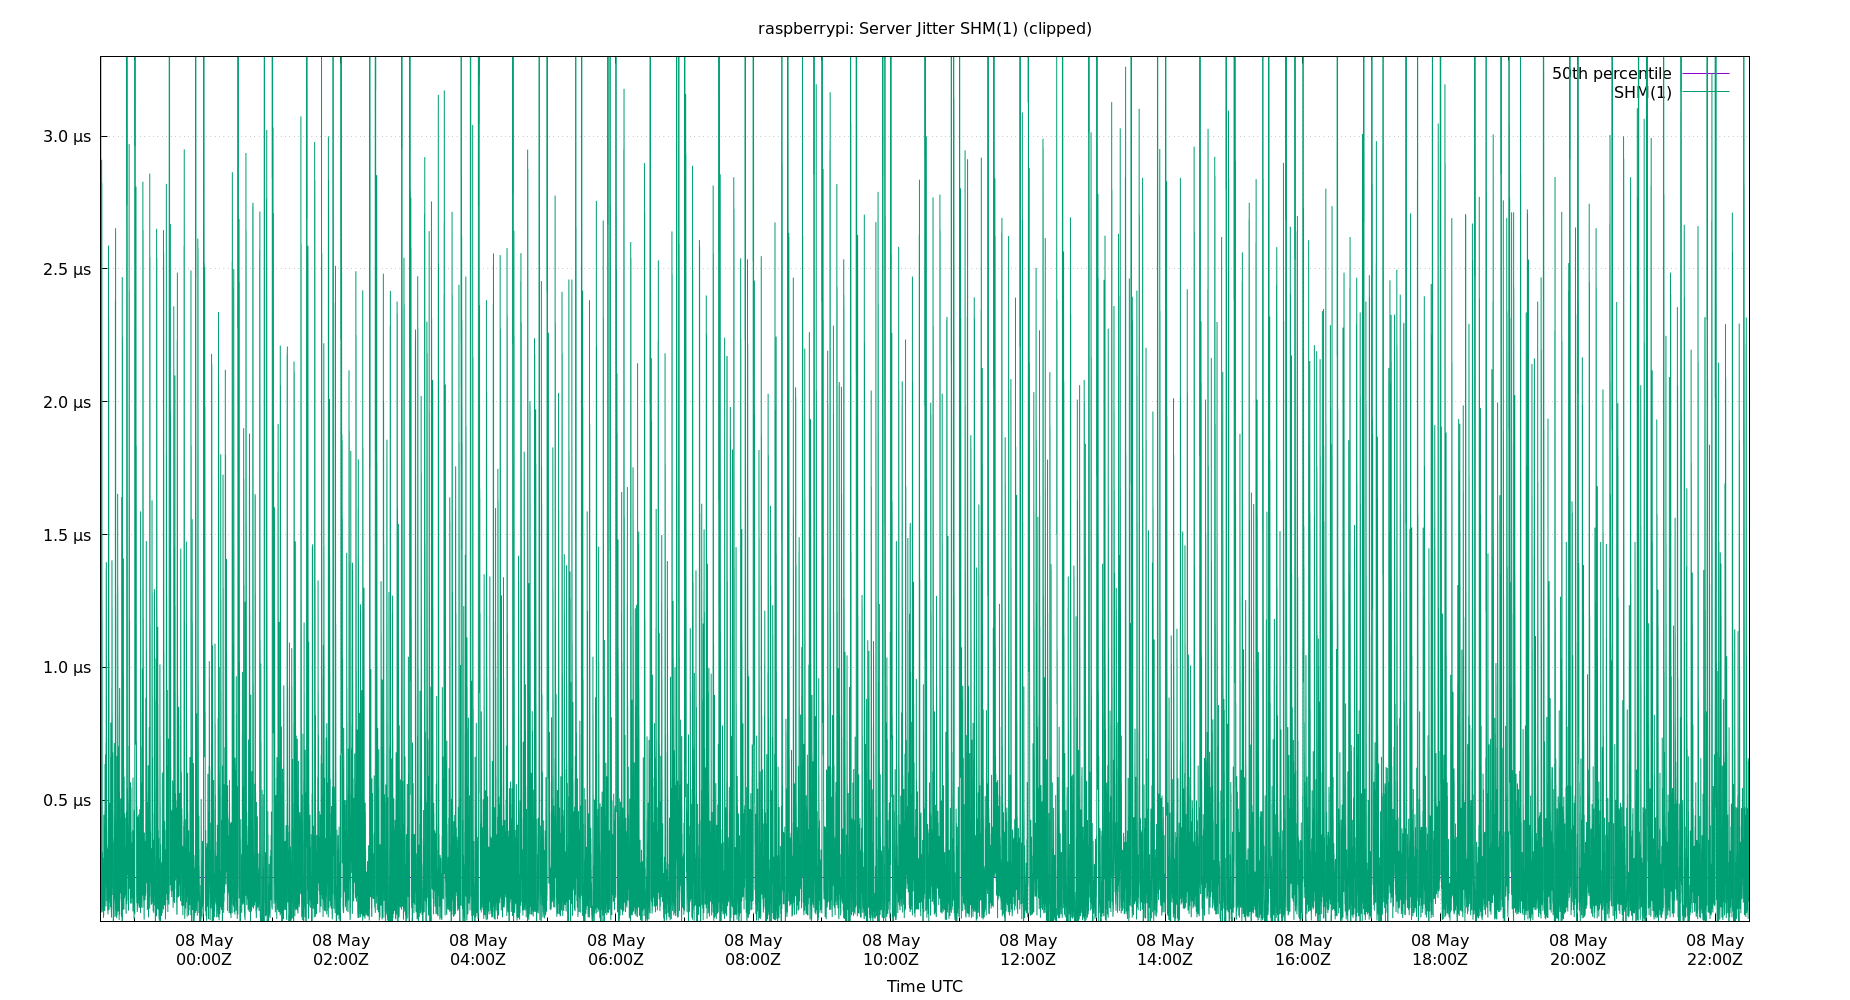 raspberrypi: Server Jitter SHM(1) (clipped)
50th percentile
SHM(1)
3.0 µs
2.5 µs
2.0 µs
1.5 µs
1.0 µs
0.5 µs
08 May 08 May 08 May 08 May 08 May 08 May 08 May 08 May 08 May 08 May 08 May 08 May
00:00Z 02:00Z 04:00Z 06:00Z 08:00Z 10:00Z 12:00Z 14:00Z 16:00Z 18:00Z 20:00Z 22:00Z
Time UTC